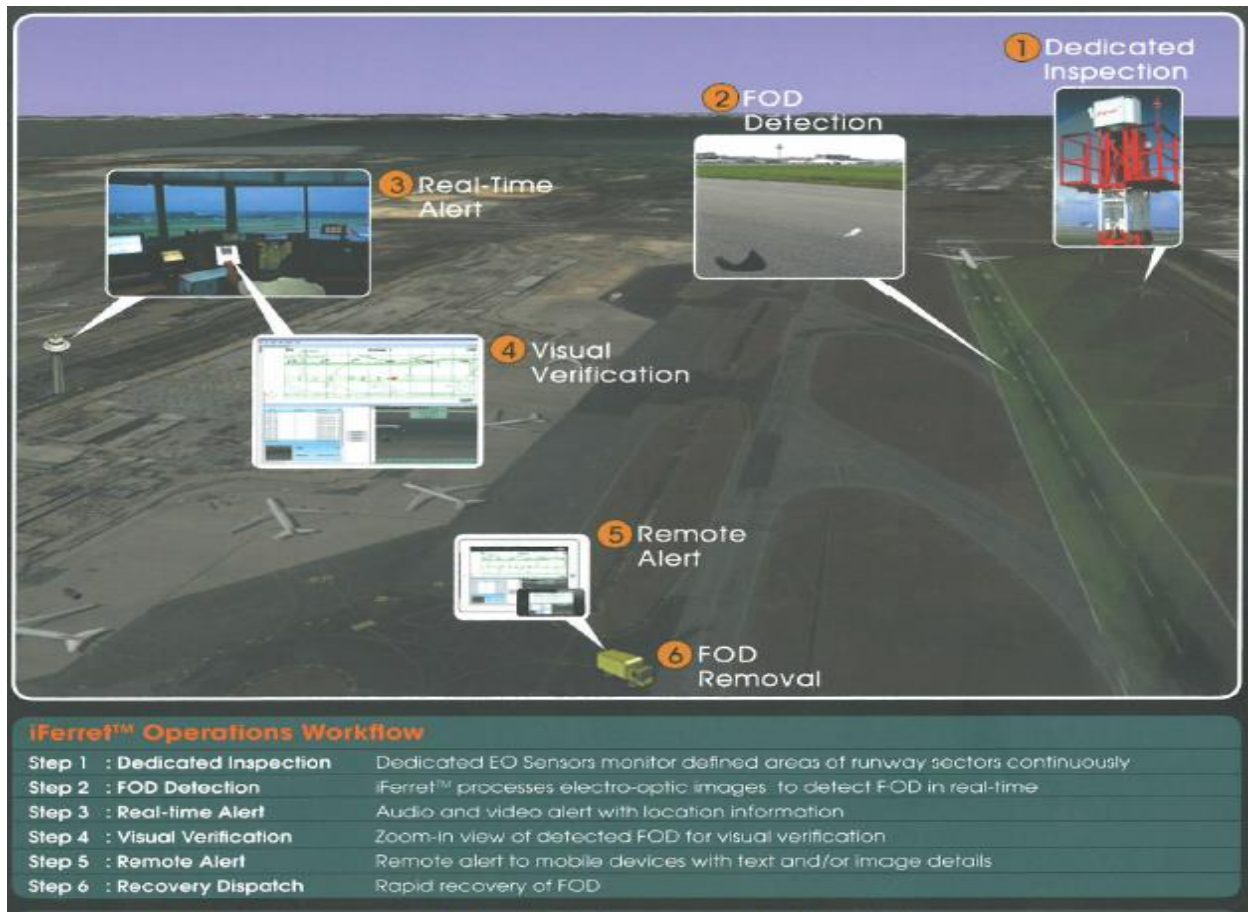 1 Dedicated
Inspection
2 FOD
Detection
3 Real-Time
Alert
4 Visual
Verification
5 Remote
Alert
6 FOD
Removal
iFerret™ Operations Workflow
Step 1 : Dedicated Inspection Dedicated EO Sensors monitor defined areas of runway sectors continuously
Step 2 : FOD Detection iFerret™ processes electro-optic images to detect FOD in real-time
Step 3 : Real-time Alert Audio and video alert with location information
Step 4 : Visual Verification Zoom-in view of detected FOD for visual verification
Step 5 : Remote Alert Remote alert to mobile devices with text and/or image details
Step 6 : Recovery Dispatch Rapid recovery of FOD